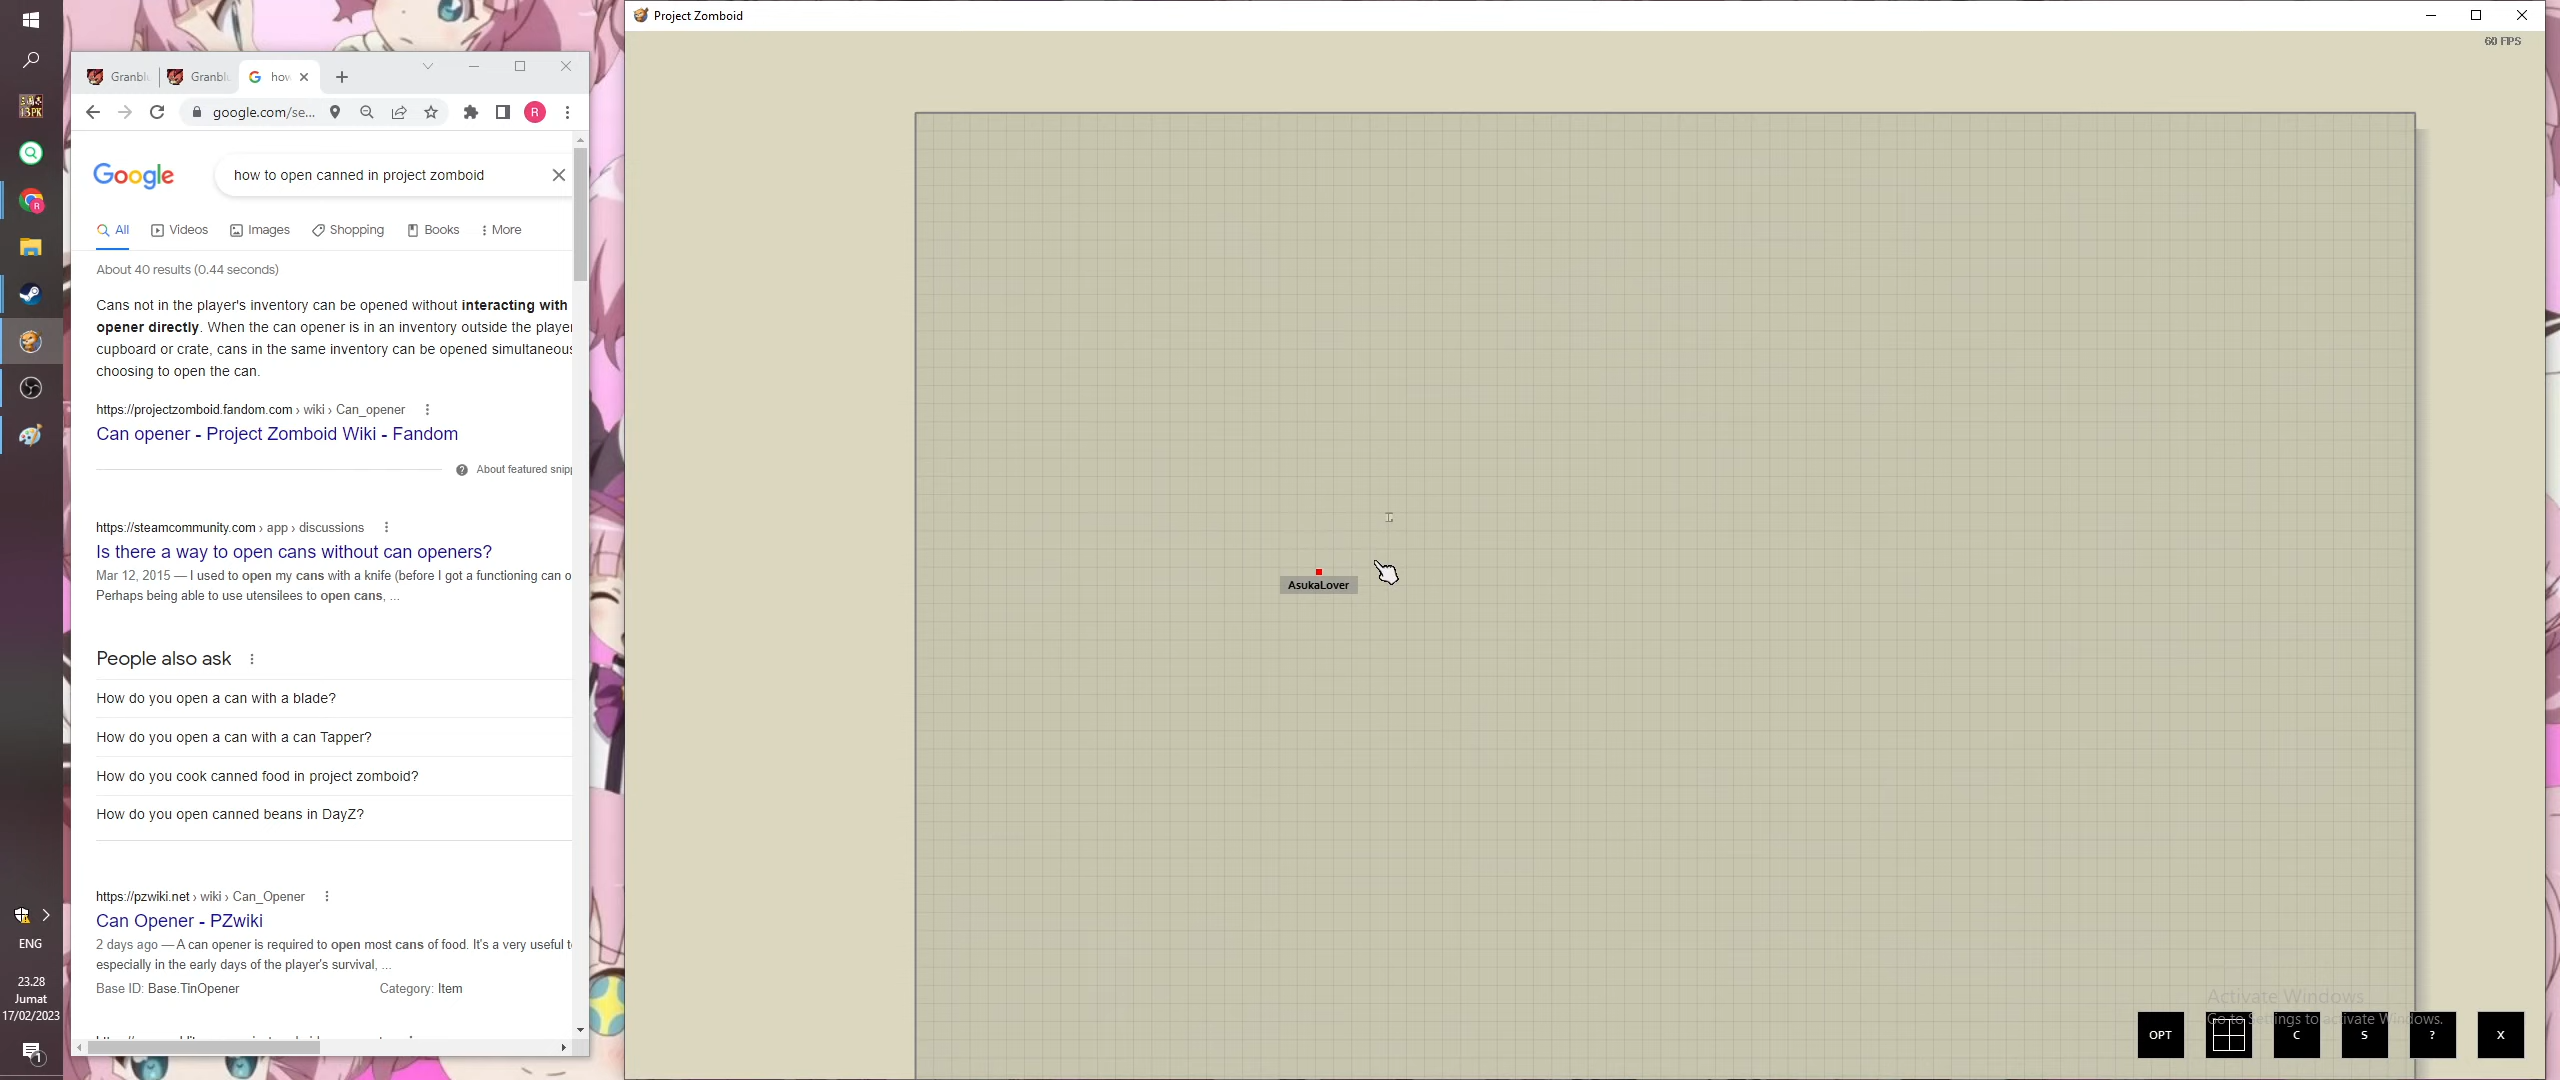 Project Zomboid
60 FPS
Granblu
Granblu
how
google.com/se...
R
Google
how to open canned in project zomboid
All
Videos
Images
Shopping
Books
More
About 40 results (0.44 seconds)
Cans not in the player's inventory can be opened without interacting with
opener directly. When the can opener is in an inventory outside the player
cupboard or crate, cans in the same inventory can be opened simultaneous
choosing to open the can.
https://projectzomboid.fandom.com › wiki › Can_opener
Can opener - Project Zomboid Wiki - Fandom
About featured snipp
https://steamcommunity.com › app › discussions
Is there a way to open cans without can openers?
Mar 12, 2015 — I used to open my cans with a knife (before I got a functioning can o
Perhaps being able to use utensilees to open cans, ...
People also ask
How do you open a can with a blade?
How do you open a can with a can Tapper?
How do you cook canned food in project zomboid?
How do you open canned beans in DayZ?
https://pzwiki.net › wiki › Can_Opener
Can Opener - PZwiki
2 days ago — A can opener is required to open most cans of food. It's a very useful t
especially in the early days of the player's survival, ...
Base ID: Base.TinOpener
Category: Item
AsukaLover
Activate Windows
Go to Settings to activate Windows.
OPT
C
S
?
X
ENG
23.28
Jumat
17/02/2023
1